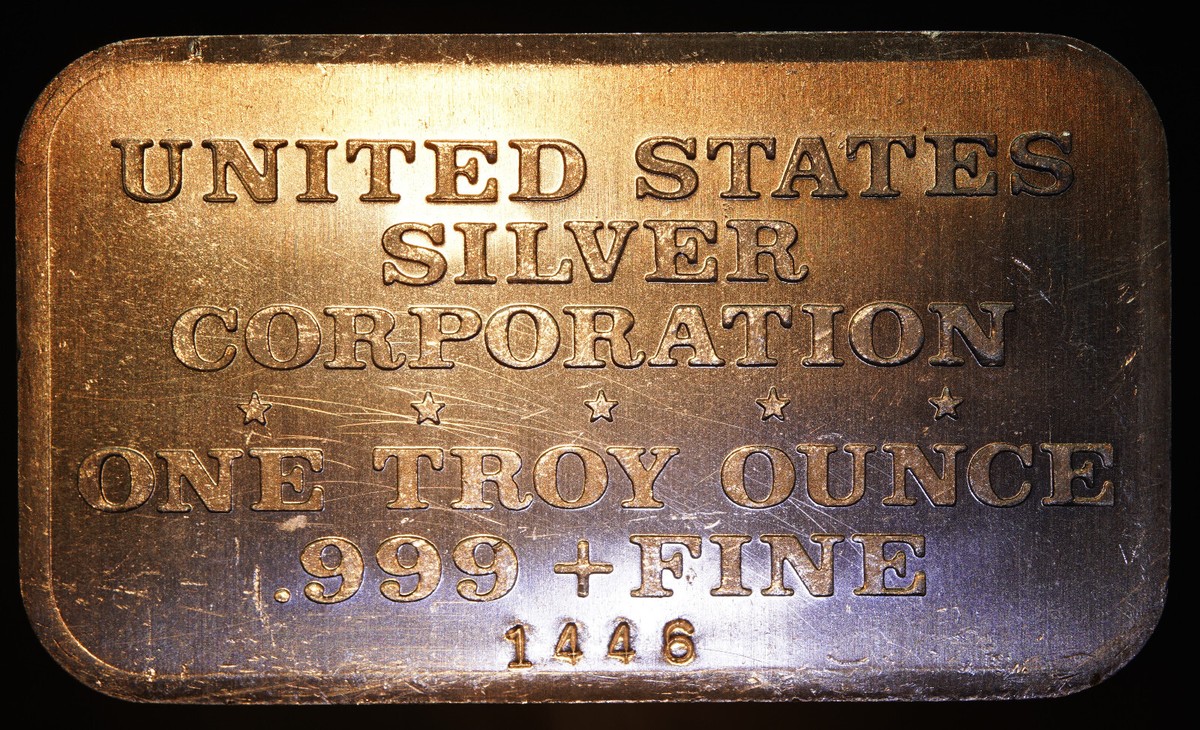 UNITED STATES
SILVER
CORPORATION
ONE TROY OUNCE
.999 + FINE
1446